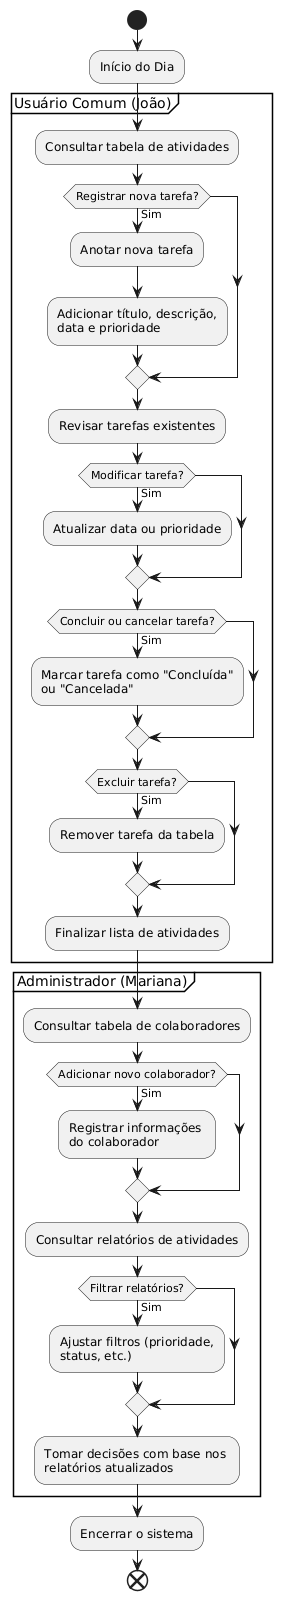 Início do Dia
Usuário Comum (João)
Consultar tabela de atividades
Registrar nova tarefa?
Sim
Anotar nova tarefa
Adicionar título, descrição,
data e prioridade
Revisar tarefas existentes
Modificar tarefa?
Sim
Atualizar data ou prioridade
Concluir ou cancelar tarefa?
Sim
Marcar tarefa como "Concluída"
ou "Cancelada"
Excluir tarefa?
Sim
Remover tarefa da tabela
Finalizar lista de atividades
Administrador (Mariana)
Consultar tabela de colaboradores
Adicionar novo colaborador?
Sim
Registrar informações
do colaborador
Consultar relatórios de atividades
Filtrar relatórios?
Sim
Ajustar filtros (prioridade,
status, etc.)
Tomar decisões com base nos
relatórios atualizados
Encerrar o sistema